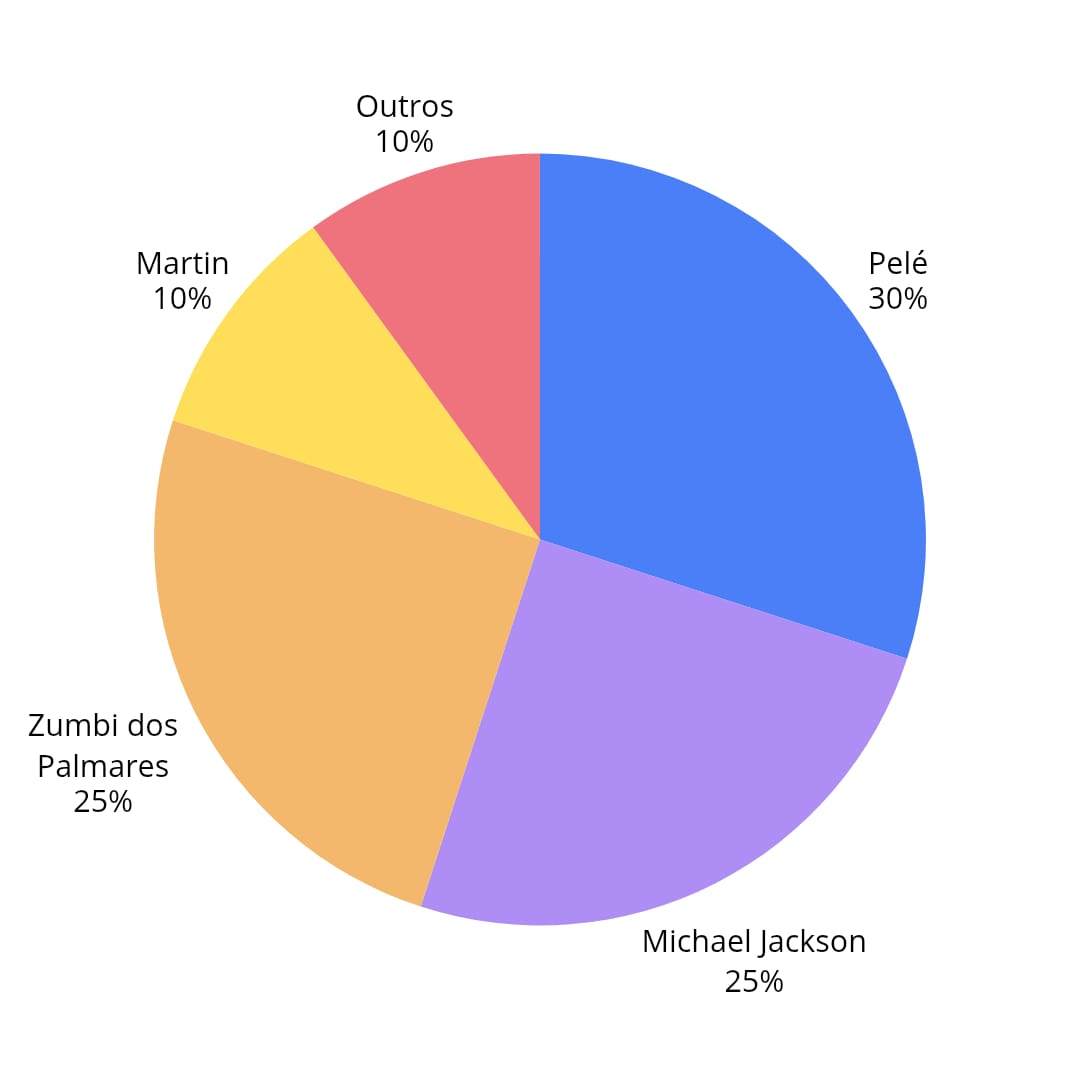 Outros
10%
Martin
10%
Pelé
30%
Zumbi dos
Palmares
25%
Michael Jackson
25%